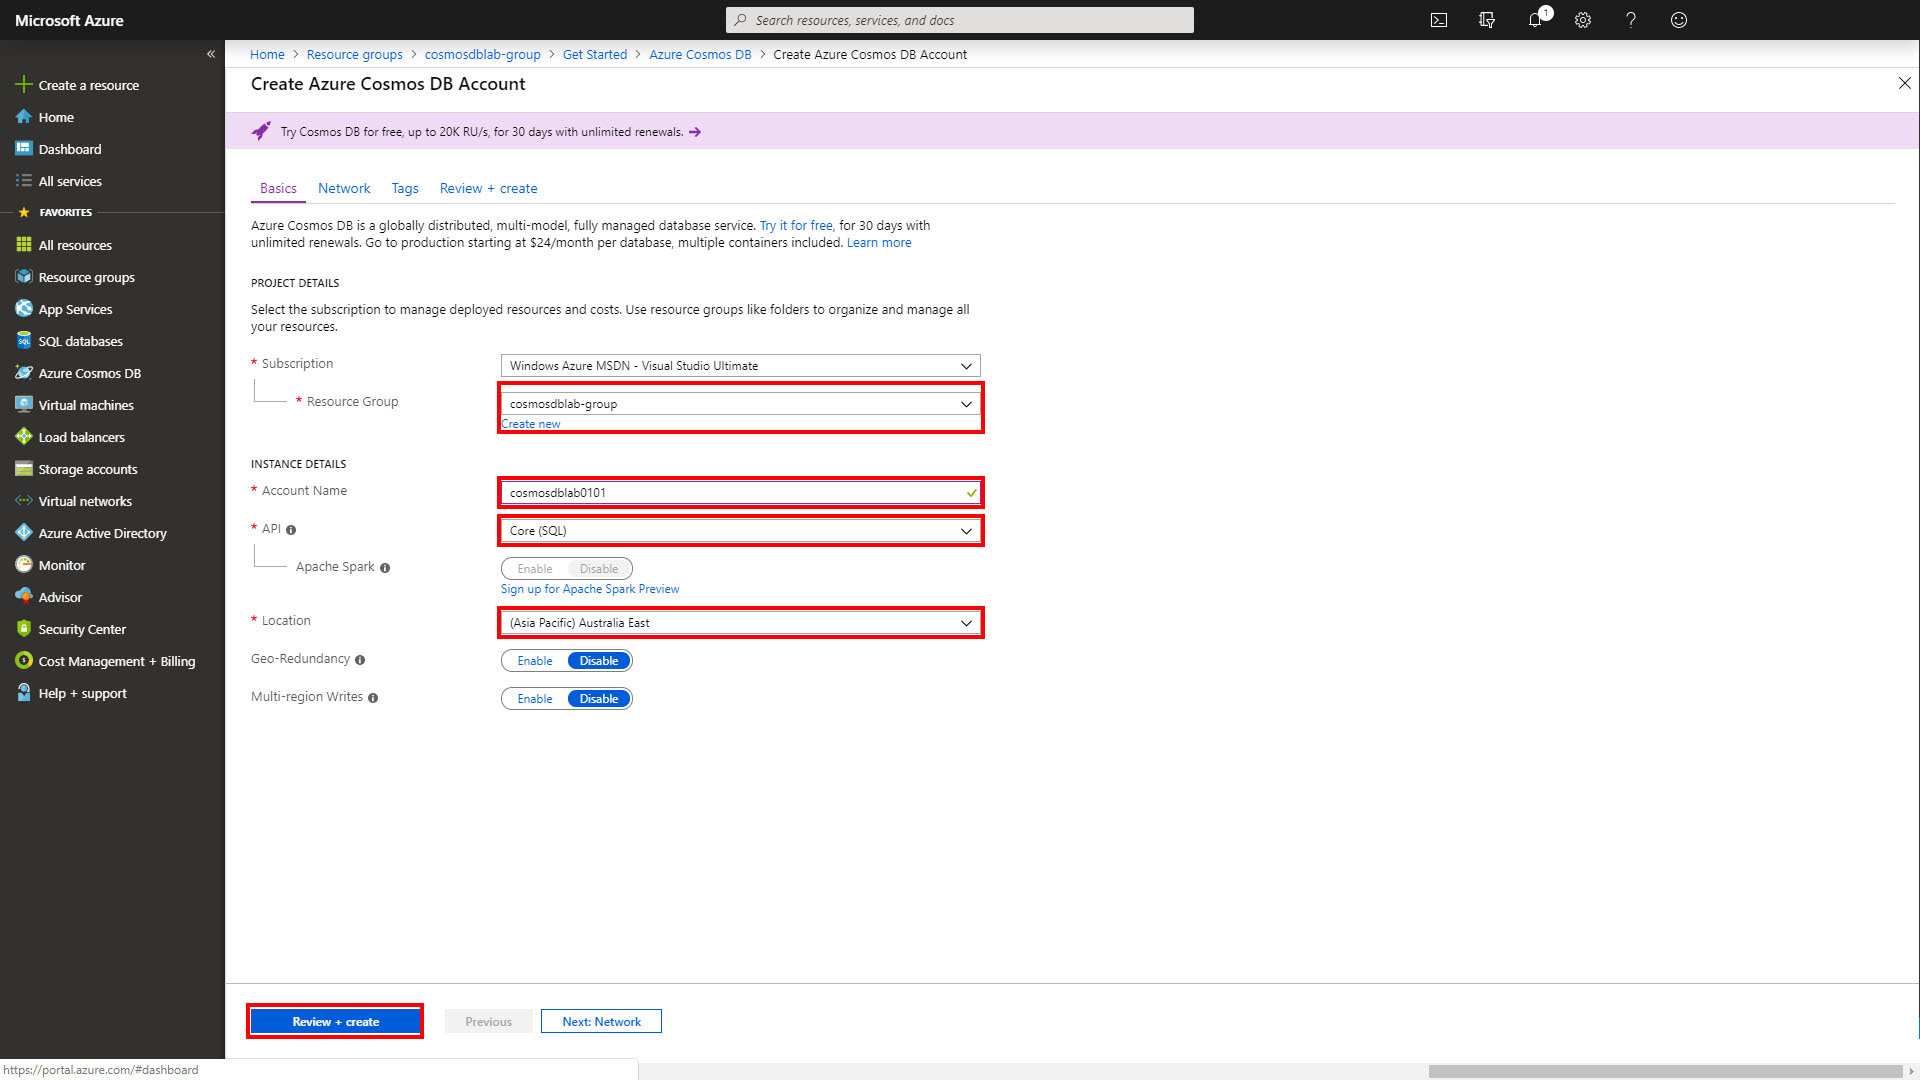 Microsoft Azure
Search resources, services, and docs
1
«
Create a resource
Home
Dashboard
All services
FAVORITES
All resources
Resource groups
App Services
SQL databases
Azure Cosmos DB
Virtual machines
Load balancers
Storage accounts
Virtual networks
Azure Active Directory
Monitor
Advisor
Security Center
Cost Management + Billing
Help + support
Home > Resource groups > cosmosdblab-group > Get Started > Azure Cosmos DB > Create Azure Cosmos DB Account
Create Azure Cosmos DB Account
Try Cosmos DB for free, up to 20K RU/s, for 30 days with unlimited renewals. →
Basics Network Tags Review + create
Azure Cosmos DB is a globally distributed, multi-model, fully managed database service. Try it for free, for 30 days with
unlimited renewals. Go to production starting at $24/month per database, multiple containers included. Learn more
PROJECT DETAILS
Select the subscription to manage deployed resources and costs. Use resource groups like folders to organize and manage all
your resources.
* Subscription
Windows Azure MSDN - Visual Studio Ultimate
* Resource Group
cosmosdblab-group
Create new
INSTANCE DETAILS
* Account Name
cosmosdblab0101
* API
Core (SQL)
Apache Spark
Enable Disable
Sign up for Apache Spark Preview
* Location
(Asia Pacific) Australia East
Geo-Redundancy
Enable Disable
Multi-region Writes
Enable Disable
Review + create
Previous
Next: Network
https://portal.azure.com/#dashboard